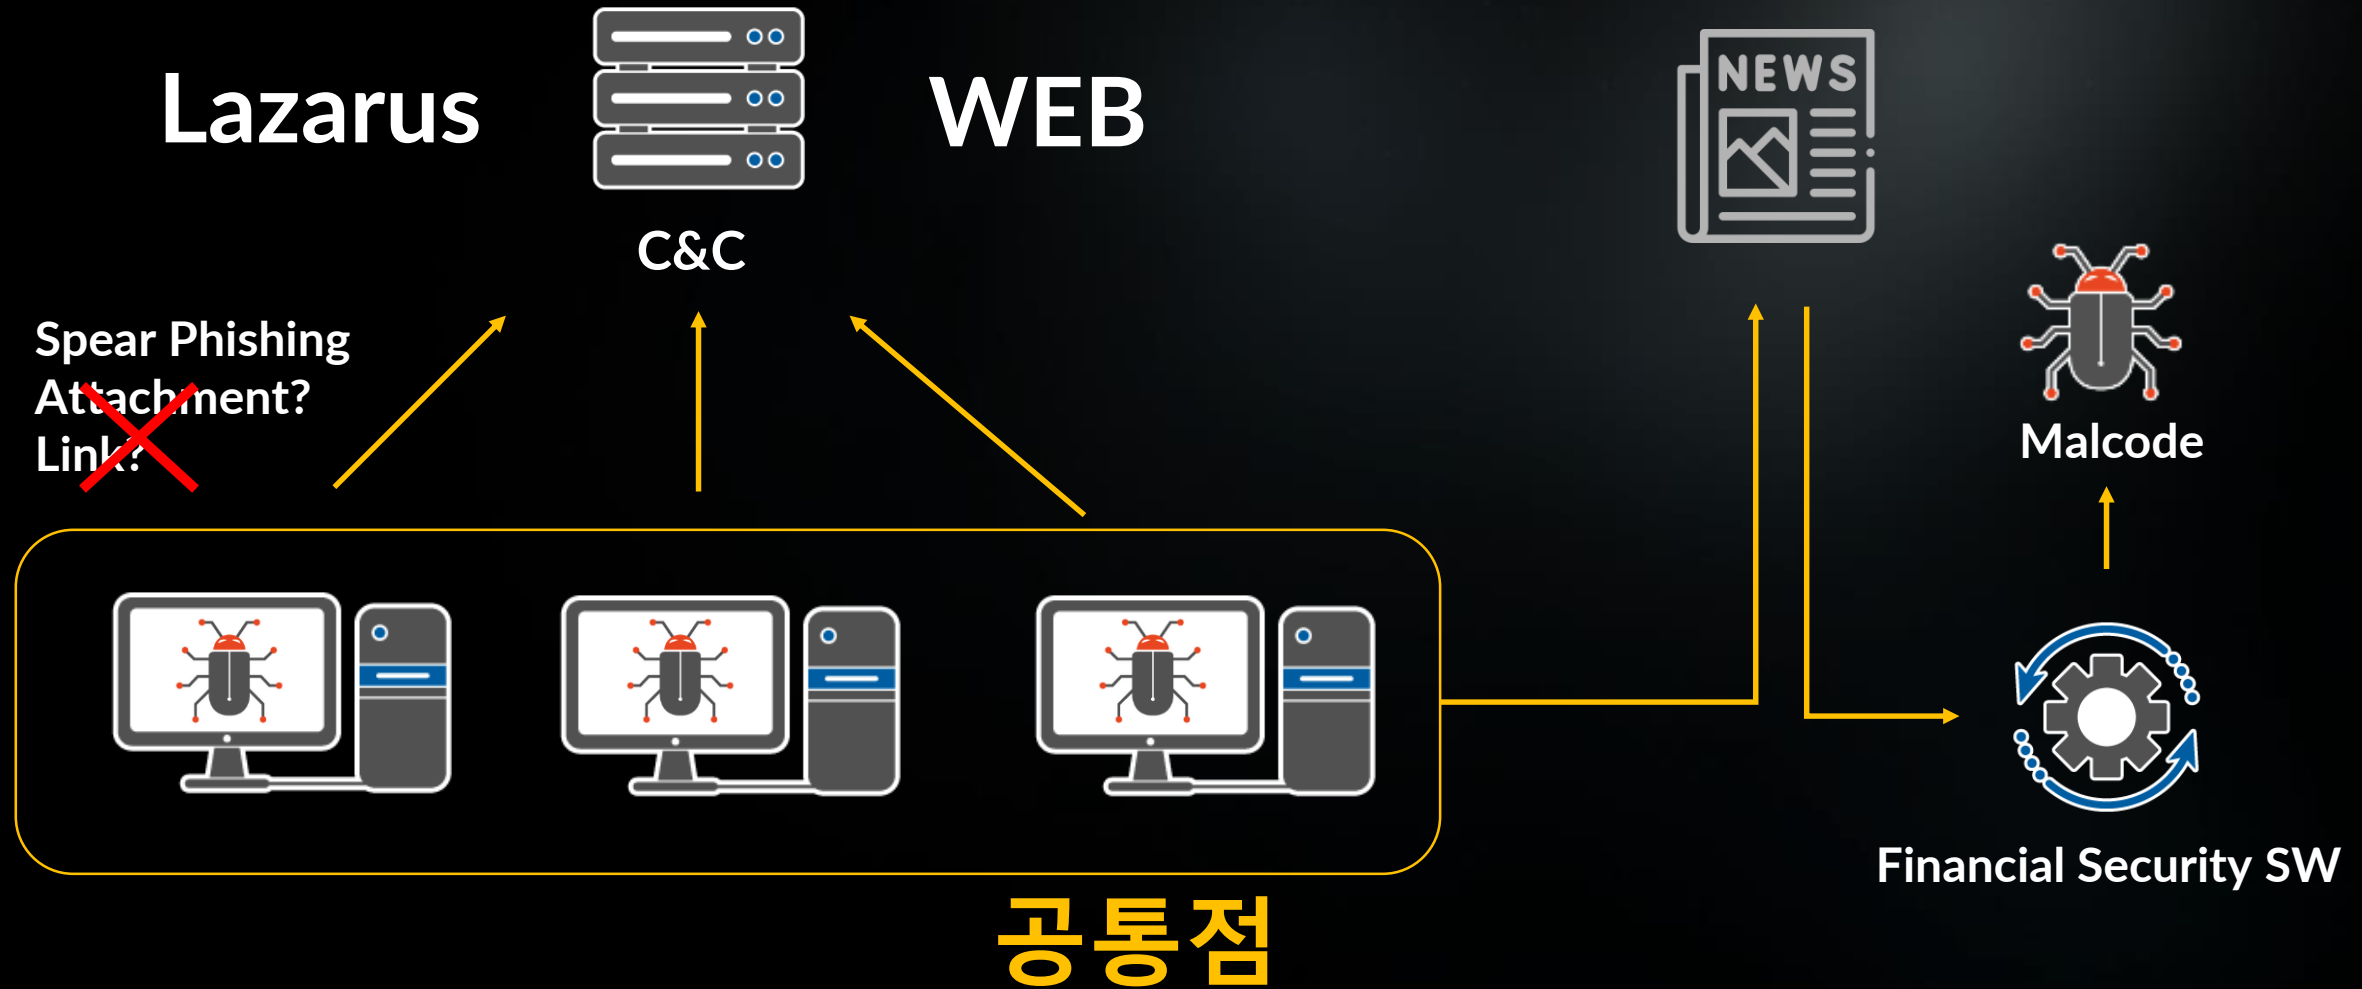 Lazarus
WEB
NEWS
C&C
Spear Phishing
Attachment?
Link?
Malcode
Financial Security SW
공통점